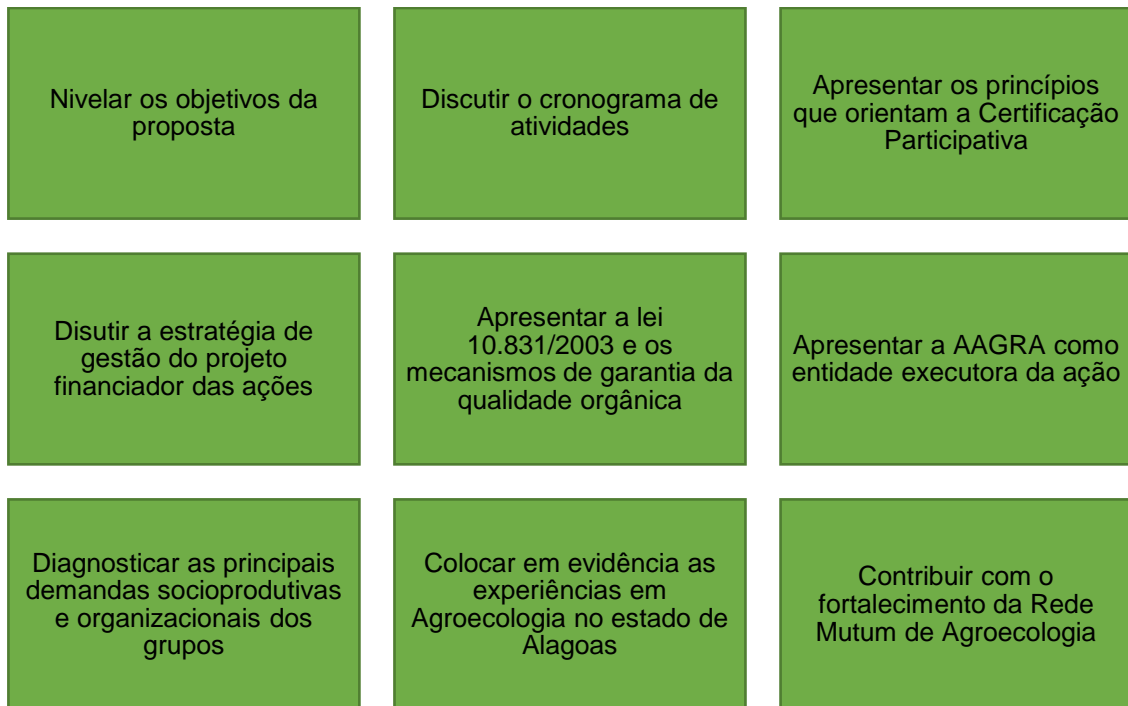 Nivelar os objetivos da
proposta
Discutir o cronograma de
atividades
Apresentar os princípios
que orientam a Certificação
Participativa
Disutir a estratégia de
gestão do projeto
financiador das ações
Apresentar a lei
10.831/2003 e os
mecanismos de garantia da
qualidade orgânica
Apresentar a AAGRA como
entidade executora da ação
Diagnosticar as principais
demandas socioprodutivas
e organizacionais dos
grupos
Colocar em evidência as
experiências em
Agroecologia no estado de
Alagoas
Contribuir com o
fortalecimento da Rede
Mutum de Agroecologia